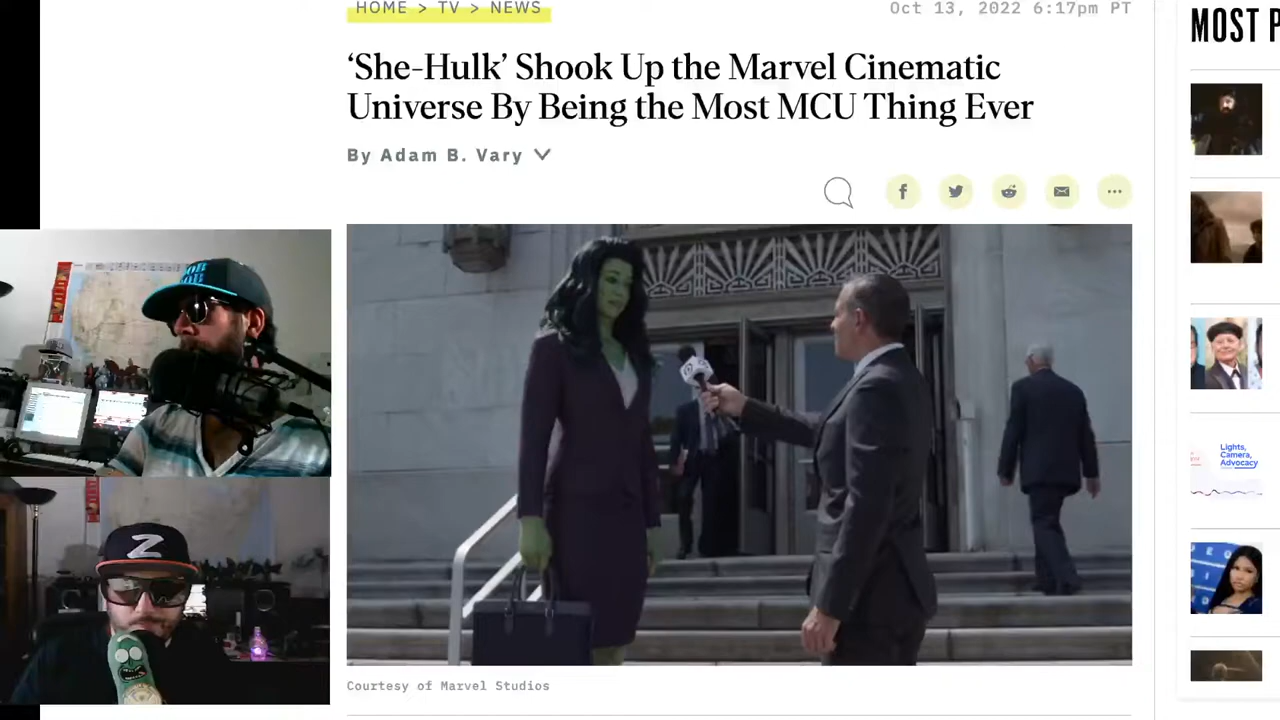 HOME > TV > NEWS
Oct 13, 2022 6:17pm PT
‘She-Hulk’ Shook Up the Marvel Cinematic
Universe By Being the Most MCU Thing Ever
By Adam B. Vary
Courtesy of Marvel Studios
MOST P
Lights,
Camera,
Advocacy
Z